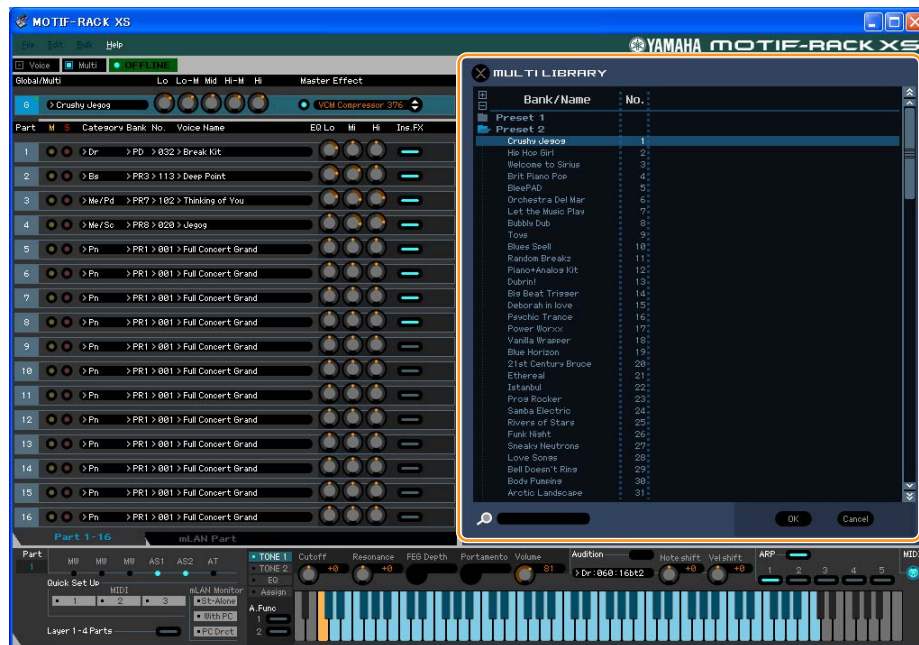 MOTIF-RACK XS
File Edit Bulk Help
YAMAHA MOTIF-RACK XS
Voice Multi OFFLINE
Global/Multi Lo Lo-M Mid Hi-M Hi Master Effect
G > Crushy Jegog VCM Compressor 376
Part M S Category Bank No. Voice Name EQ Lo Mi Hi Ins.FX
1 >Dr >PD >032 >Break Kit
2 >Bs >PR3 >113 >Deep Point
3 >Me/Pd >PR7 >102 >Thinking of You
4 >Me/Sc >PR8 >020 >Jegog
5 >Pn >PR1 >001 >Full Concert Grand
6 >Pn >PR1 >001 >Full Concert Grand
7 >Pn >PR1 >001 >Full Concert Grand
8 >Pn >PR1 >001 >Full Concert Grand
9 >Pn >PR1 >001 >Full Concert Grand
10 >Pn >PR1 >001 >Full Concert Grand
11 >Pn >PR1 >001 >Full Concert Grand
12 >Pn >PR1 >001 >Full Concert Grand
13 >Pn >PR1 >001 >Full Concert Grand
14 >Pn >PR1 >001 >Full Concert Grand
15 >Pn >PR1 >001 >Full Concert Grand
16 >Pn >PR1 >001 >Full Concert Grand
Part 1-16 mLAN Part
MULTI LIBRARY
Bank/Name No.
Preset 1
Preset 2
Crushy Jegog 1
Hip Hop Girl 2
Welcome to Sirius 3
Brit Piano Pop 4
BleePAD 5
Orchestra Del Mar 6
Let the Music Play 7
Bubbly Dub 8
Toys 9
Blues Spell 10
Random Breakz 11
Piano+Analog Kit 12
Dubrin! 13
Big Beat Trigger 14
Deborah in love 15
Psychic Trance 16
Power Worxx 17
Vanilla Wrapper 18
Blue Horizon 19
21st Century Bruce 20
Ethereal 21
Istanbul 22
Prog Rocker 23
Samba Electric 24
Rivers of Stars 25
Funk Night 26
Sneaky Neutrons 27
Love Songs 28
Bell Doesn't Ring 29
Body Pumping 30
Arctic Landscape 31
OK Cancel
Part MW MW MW AS1 AS2 AT
1
Quick Set Up
MIDI mLAN Monitor
1 2 3 St-Alone
With PC
PC Drct
Layer 1-4 Parts
TONE 1 Cutoff Resonance FEG Depth Portamento Volume Audition Note shift Vel shift ARP MIDI
TONE 2 +0 +0 81 >Dr:060:16bt2 +0 +0 1 2 3 4 5
EQ
Assign
A.Func
1
2